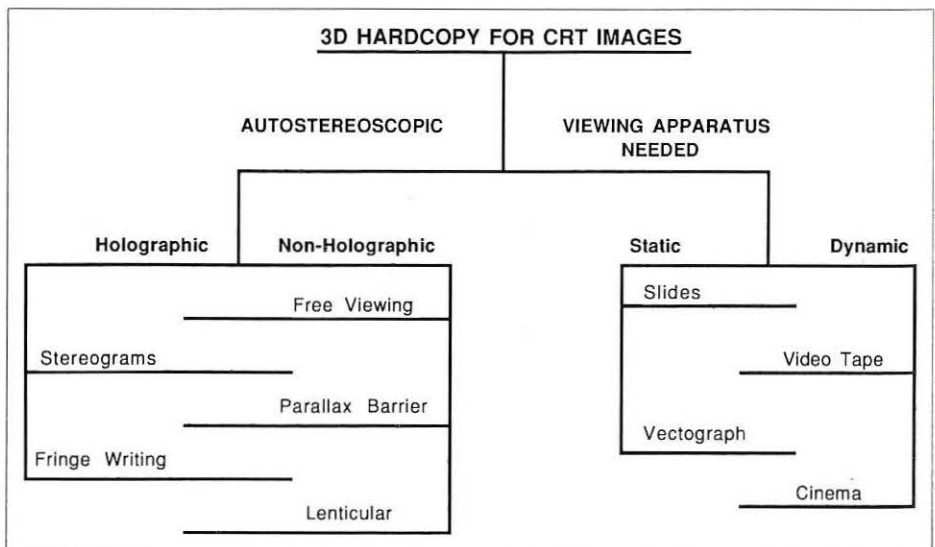 3D HARDCOPY FOR CRT IMAGES
AUTOSTEREOSCOPIC
VIEWING APPARATUS
NEEDED
Holographic
Non-Holographic
Static
Dynamic
Free Viewing
Stereograms
Parallax Barrier
Fringe Writing
Lenticular
Slides
Video Tape
Vectograph
Cinema